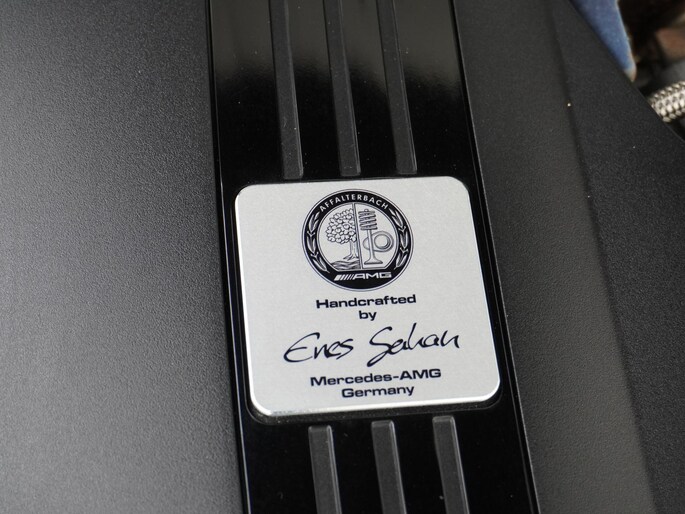 AFFALTERBACH
AMG
Handcrafted
by
Enes Sahan
Mercedes-AMG
Germany